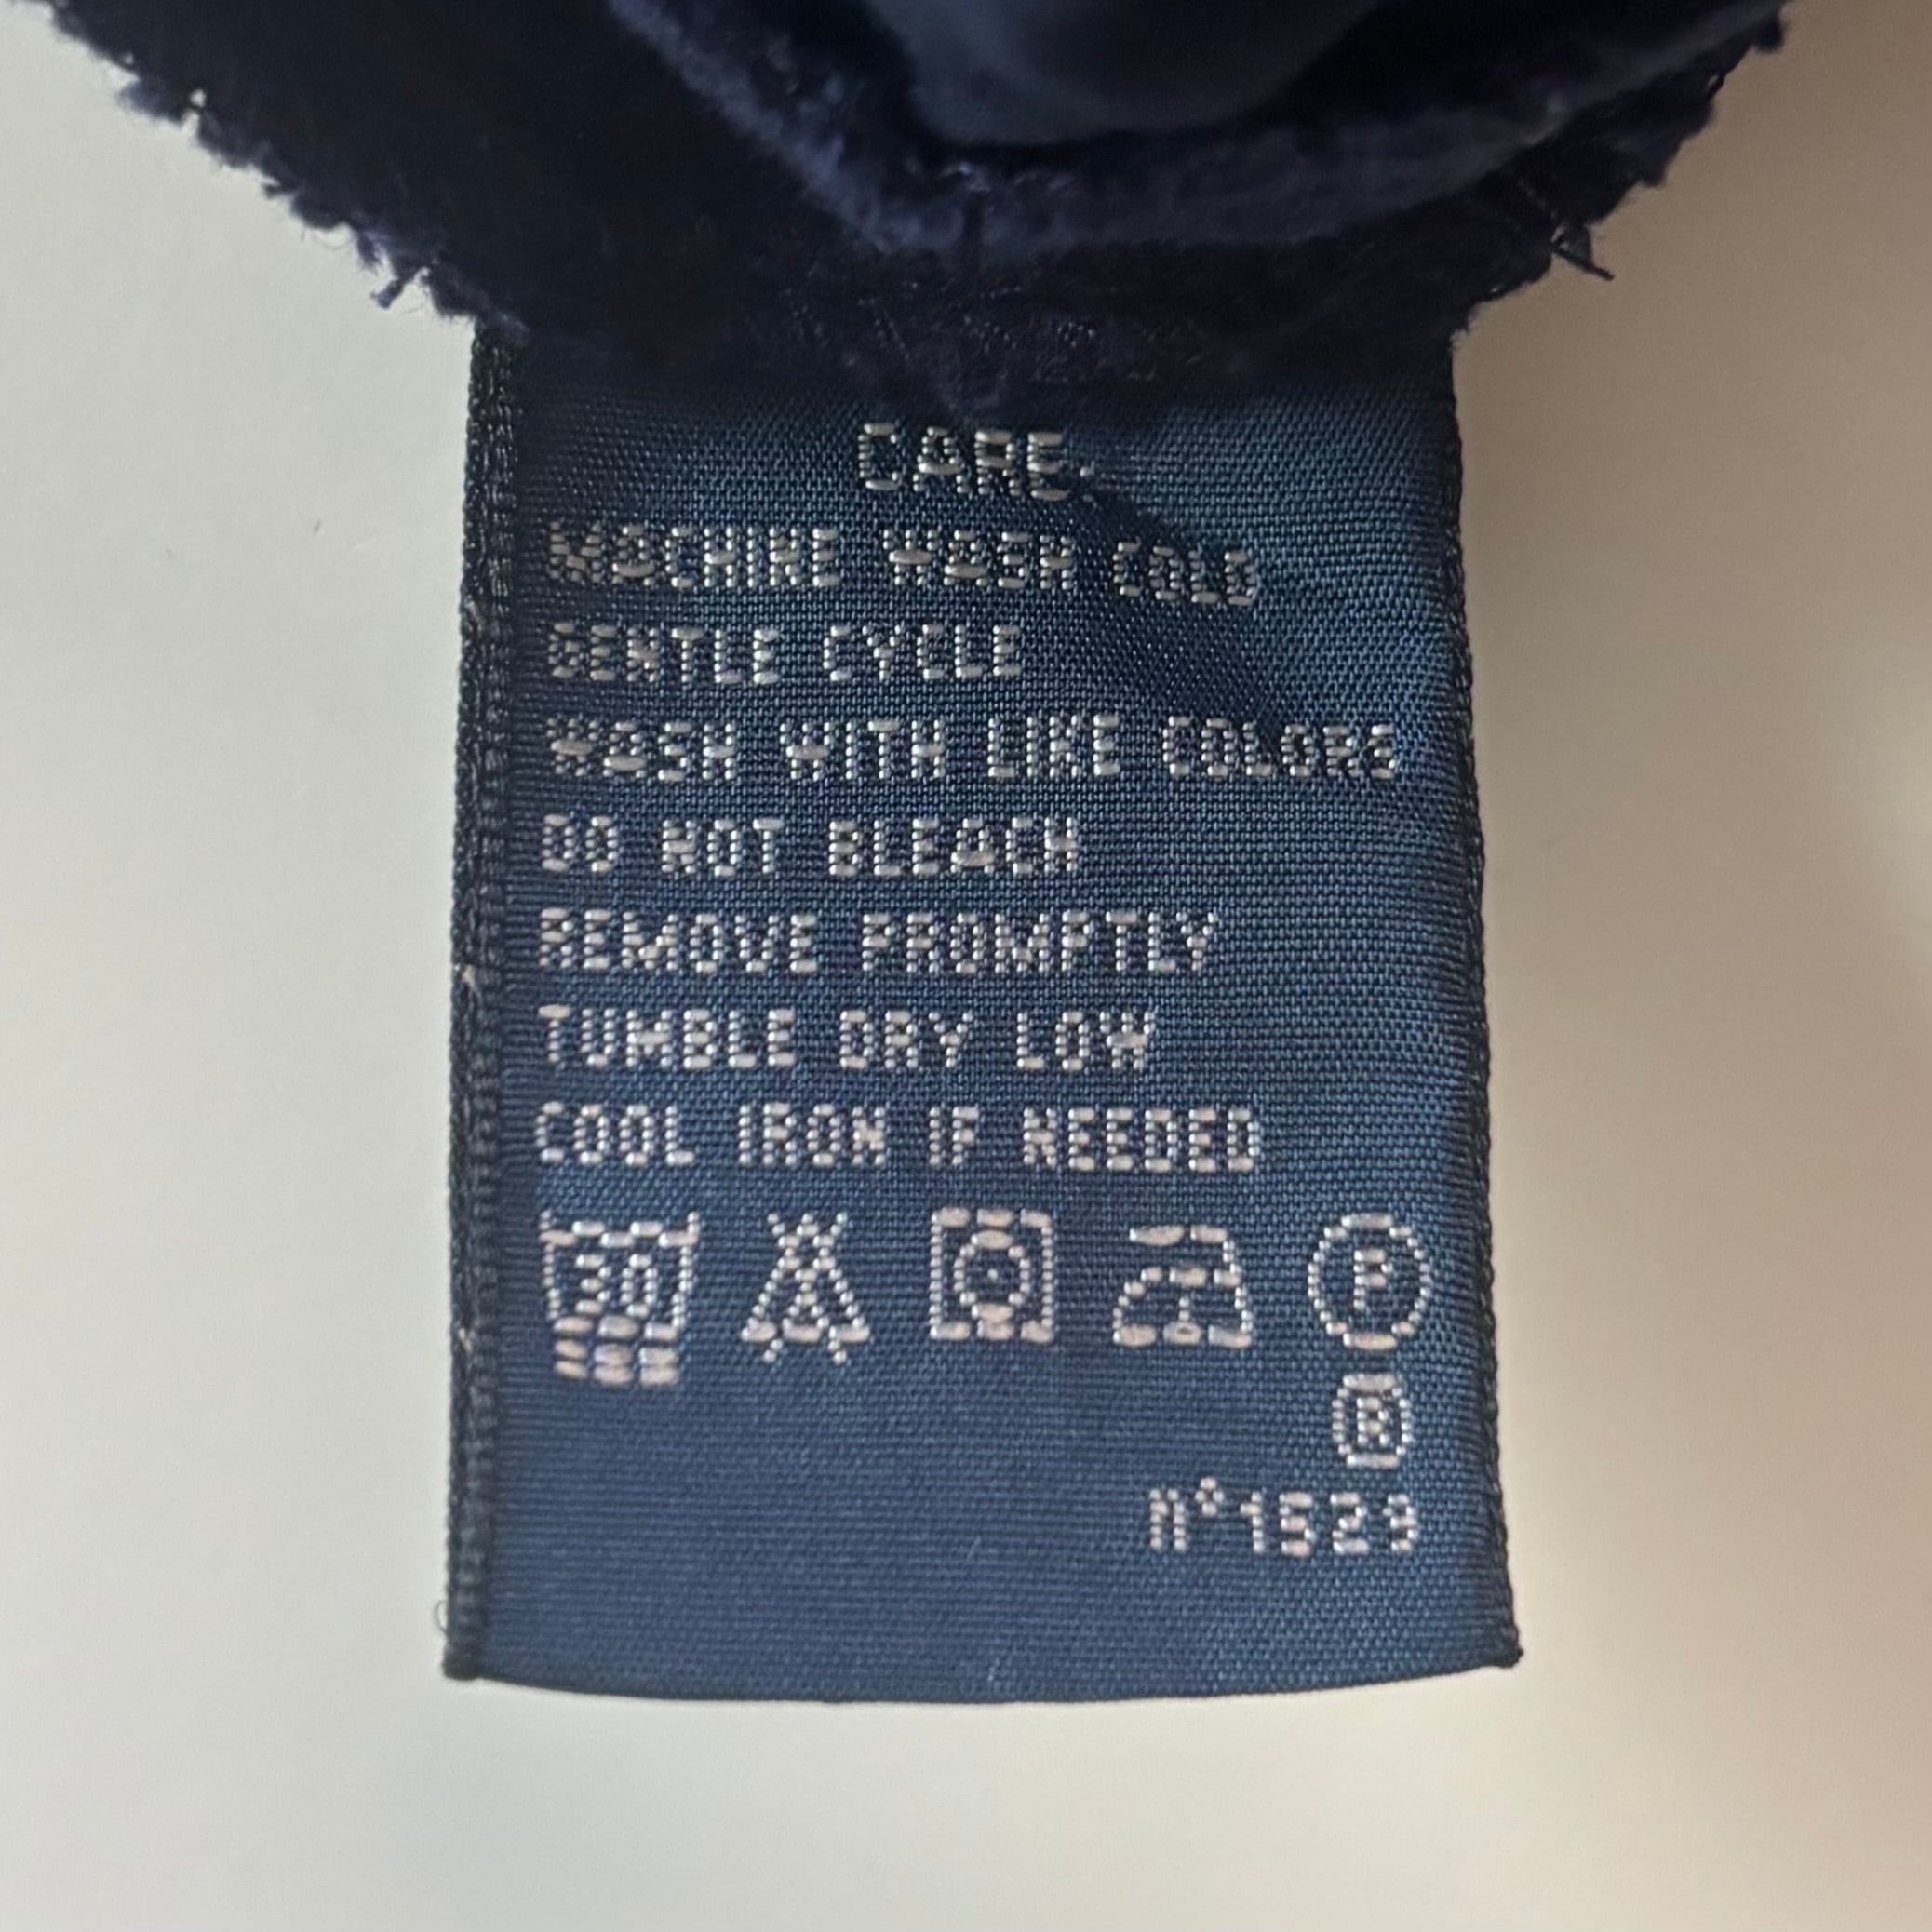 CARE:
MACHINE WASH COLD
GENTLE CYCLE
WASH WITH LIKE COLORS
DO NOT BLEACH
REMOVE PROMPTLY
TUMBLE DRY LOW
COOL IRON IF NEEDED
30 P
®
n°1529